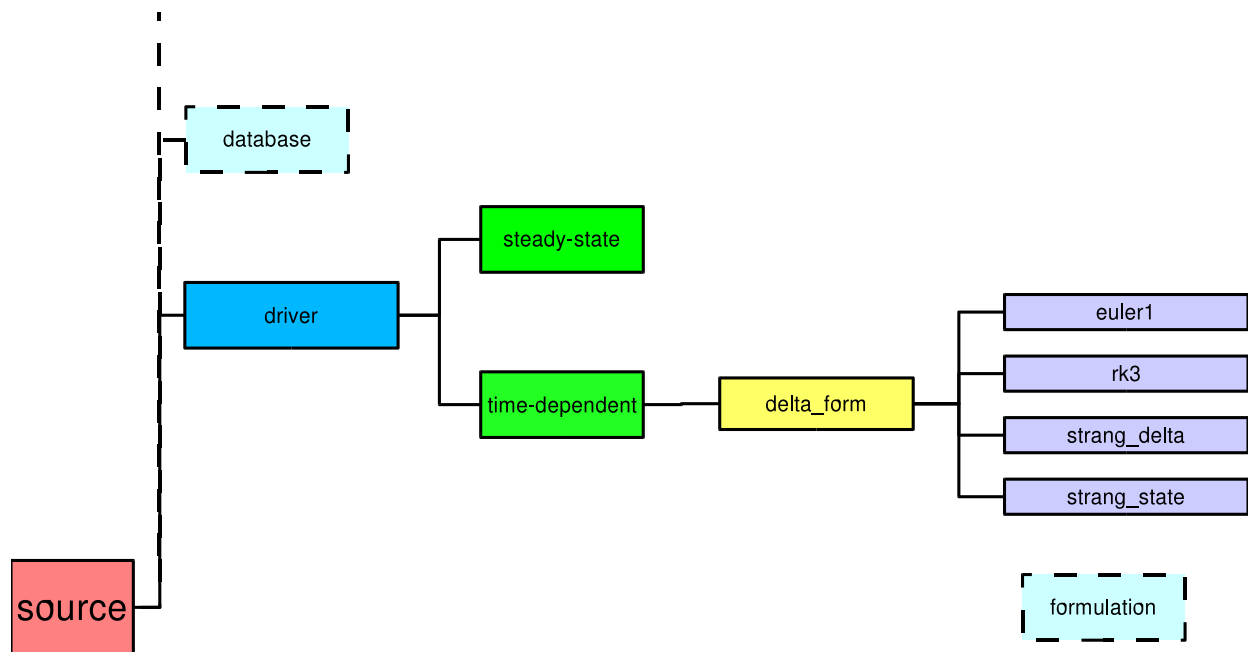 database
steady-state
driver
euler1
rk3
time-dependent
delta_form
strang_delta
strang_state
source
formulation